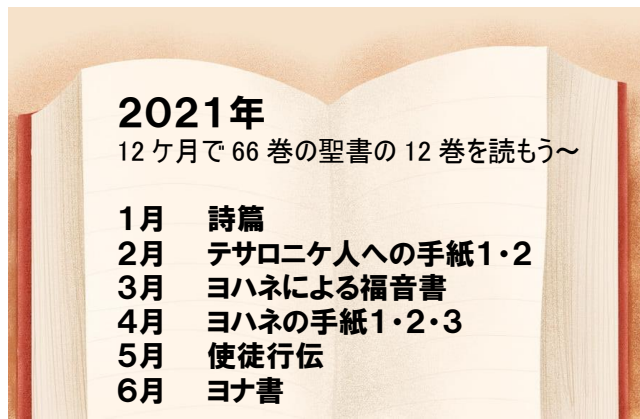 2021年
12ケ月で66巻の聖書の12巻を読もう～
1月 詩篇
2月 テサロニケ人への手紙1・2
3月 ヨハネによる福音書
4月 ヨハネの手紙1・2・3
5月 使徒行伝
6月 ヨナ書